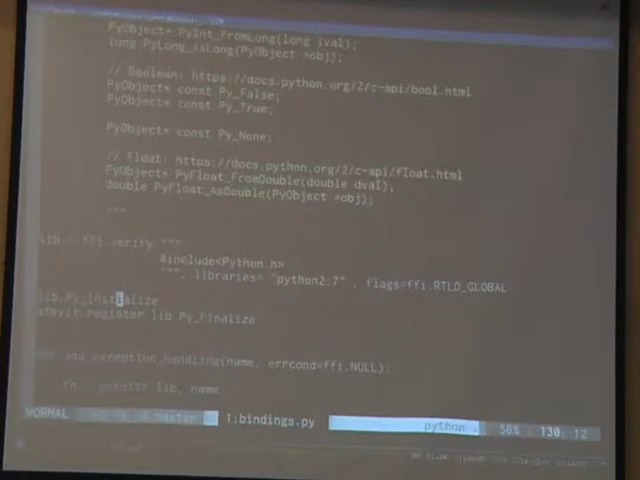 PyObject* PyInt_FromLong(long ival);
long PyLong_AsLong(PyObject *obj);
// Boolean: https://docs.python.org/2/c-api/bool.html
PyObject* const Py_False;
PyObject* const Py_True;
PyObject* const Py_None;
// Float: https://docs.python.org/2/c-api/float.html
PyObject* PyFloat_FromDouble(double dval),
double PyFloat_AsDouble(PyObject *obj);
"""
lib = ffi.verify """
#include<Python.h>
""", libraries= "python2.7" , flags=ffi.RTLD_GLOBAL
lib.Py_Initialize
atexit.register lib Py_Finalize
add_exception_handling(name, errcond=ffi.NULL);
fn = getattr lib, name
NORMAL master 1:bindings.py python 56% 130: 12